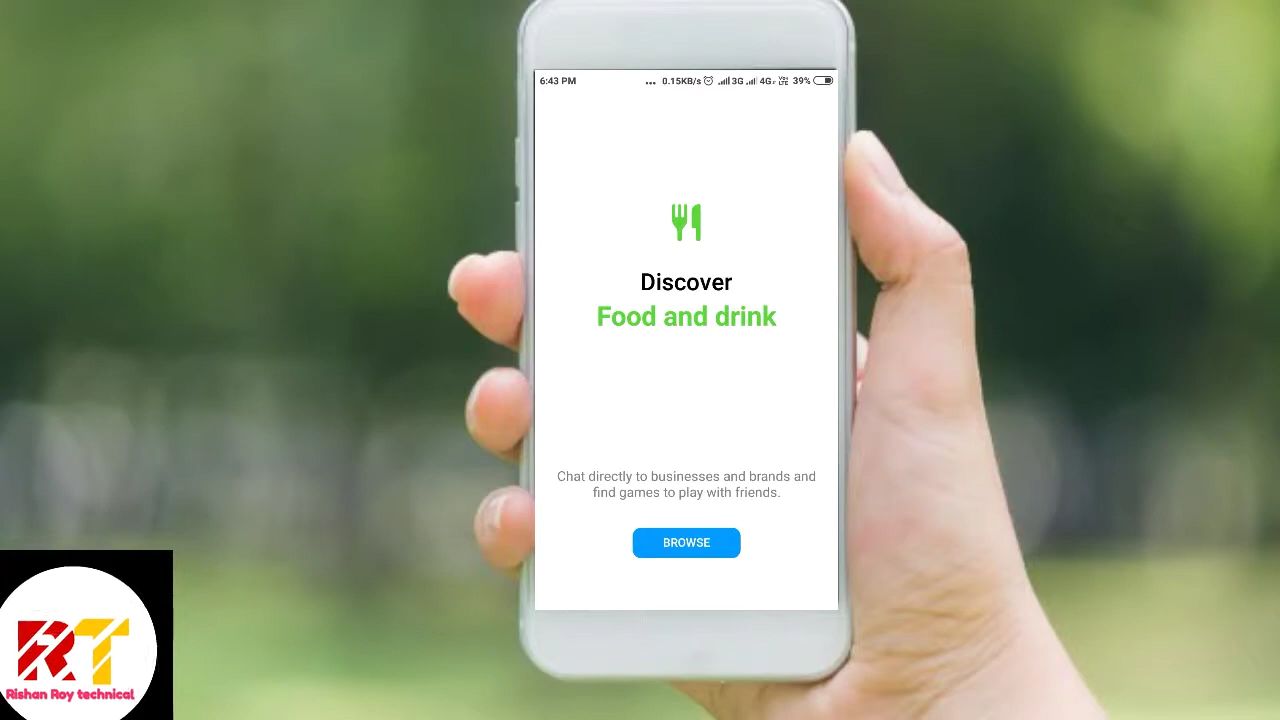 6:43 PM ... 0.15KB/s 3G 4G 39%
Discover
Food and drink
Chat directly to businesses and brands and
find games to play with friends.
BROWSE
RT
Rishan Roy technical